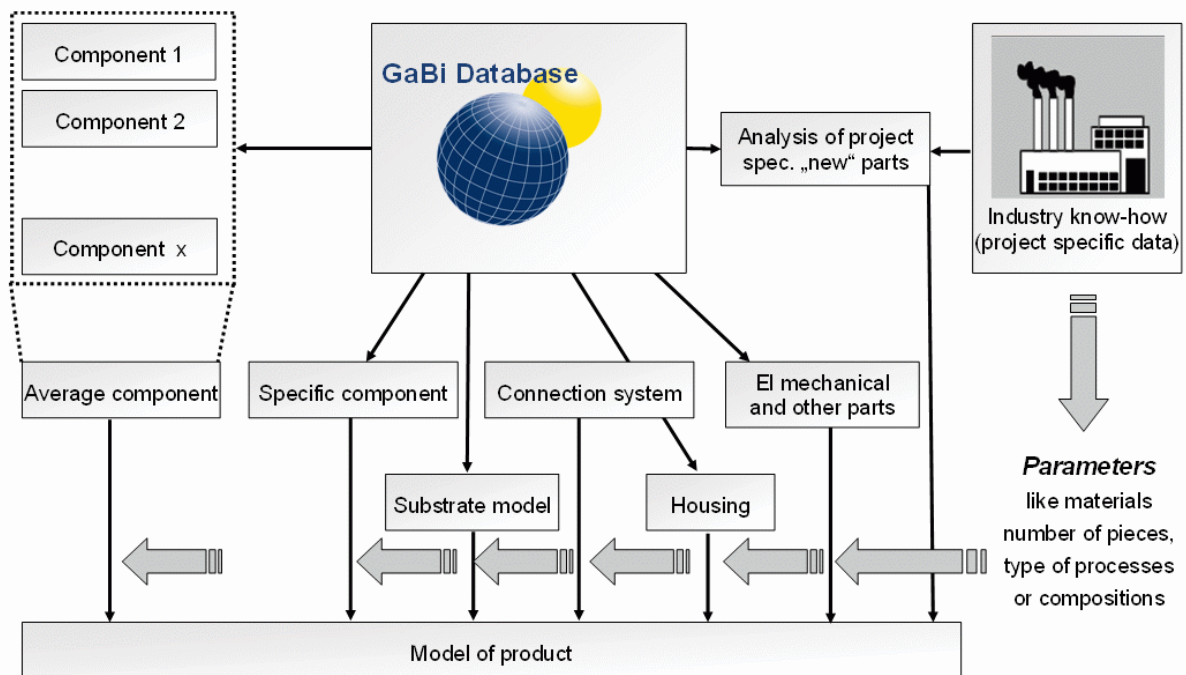 Component 1
Component 2
Component x
GaBi Database
Analysis of project
spec. „new“ parts
Industry know-how
(project specific data)
Average component
Specific component
Connection system
El mechanical
and other parts
Substrate model
Housing
Parameters
like materials
number of pieces,
type of processes
or compositions
Model of product